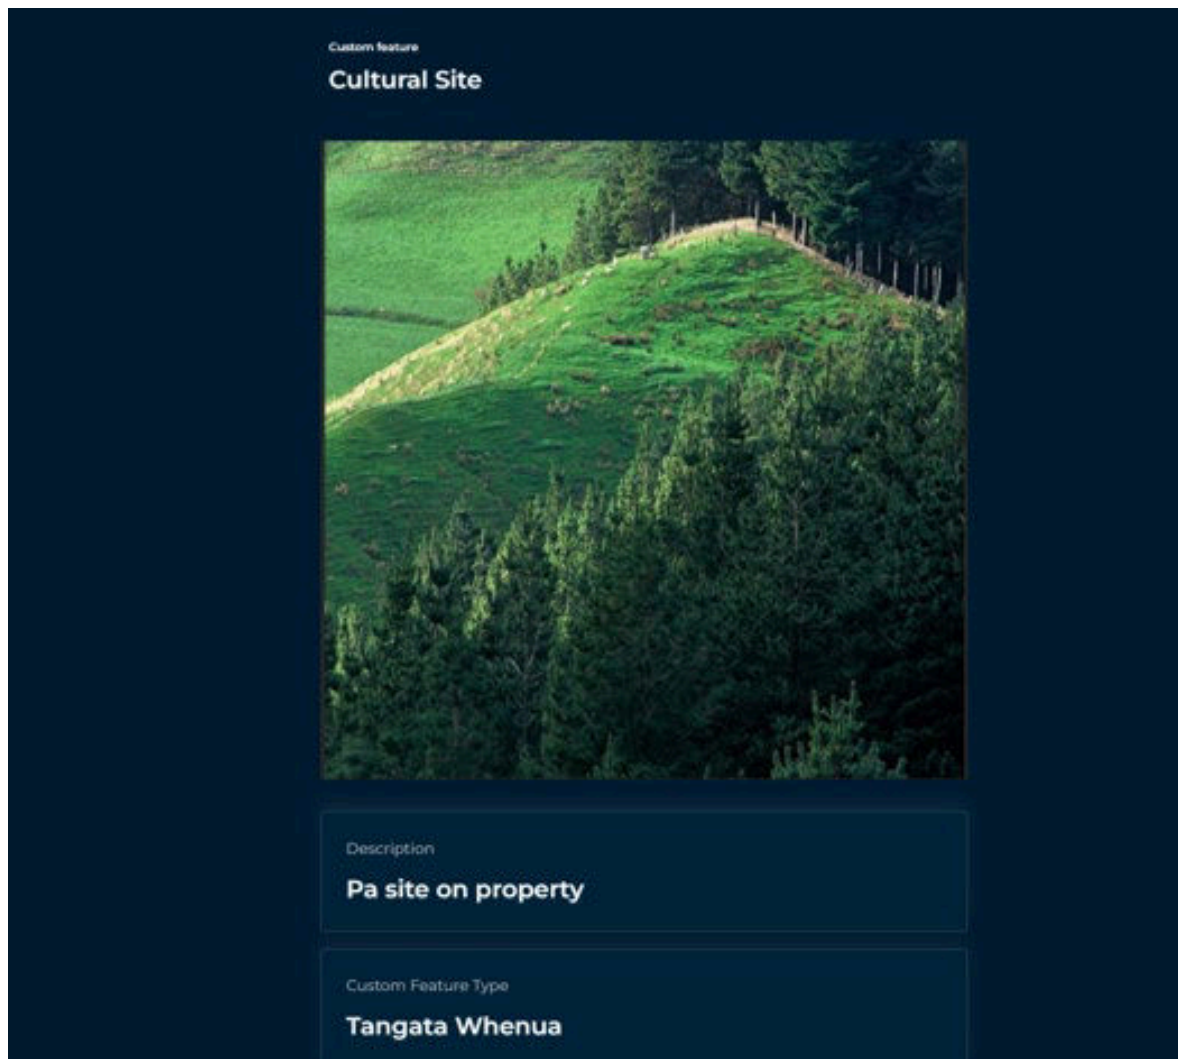 Custom feature
Cultural Site
Description
Pa site on property
Custom Feature Type
Tangata Whenua